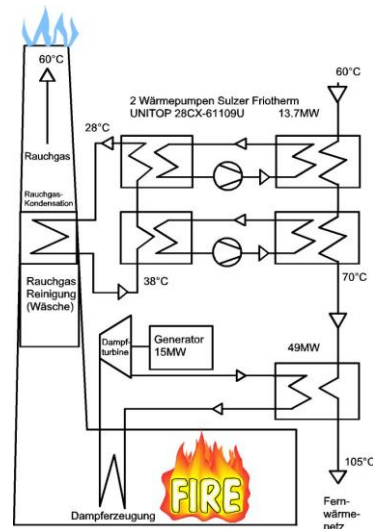 60°C
60°C
2 Wärmepumpen Sulzer Friotherm
UNITOP 28CX-61109U
13.7MW
28°C
Rauchgas
Rauchgas-
Kondensation
38°C
70°C
Rauchgas
Reinigung
(Wäsche)
Dampf-
turbine
Generator
15MW
49MW
FIRE
105°C
Dampferzeugung
Fern-
wärme-
netz